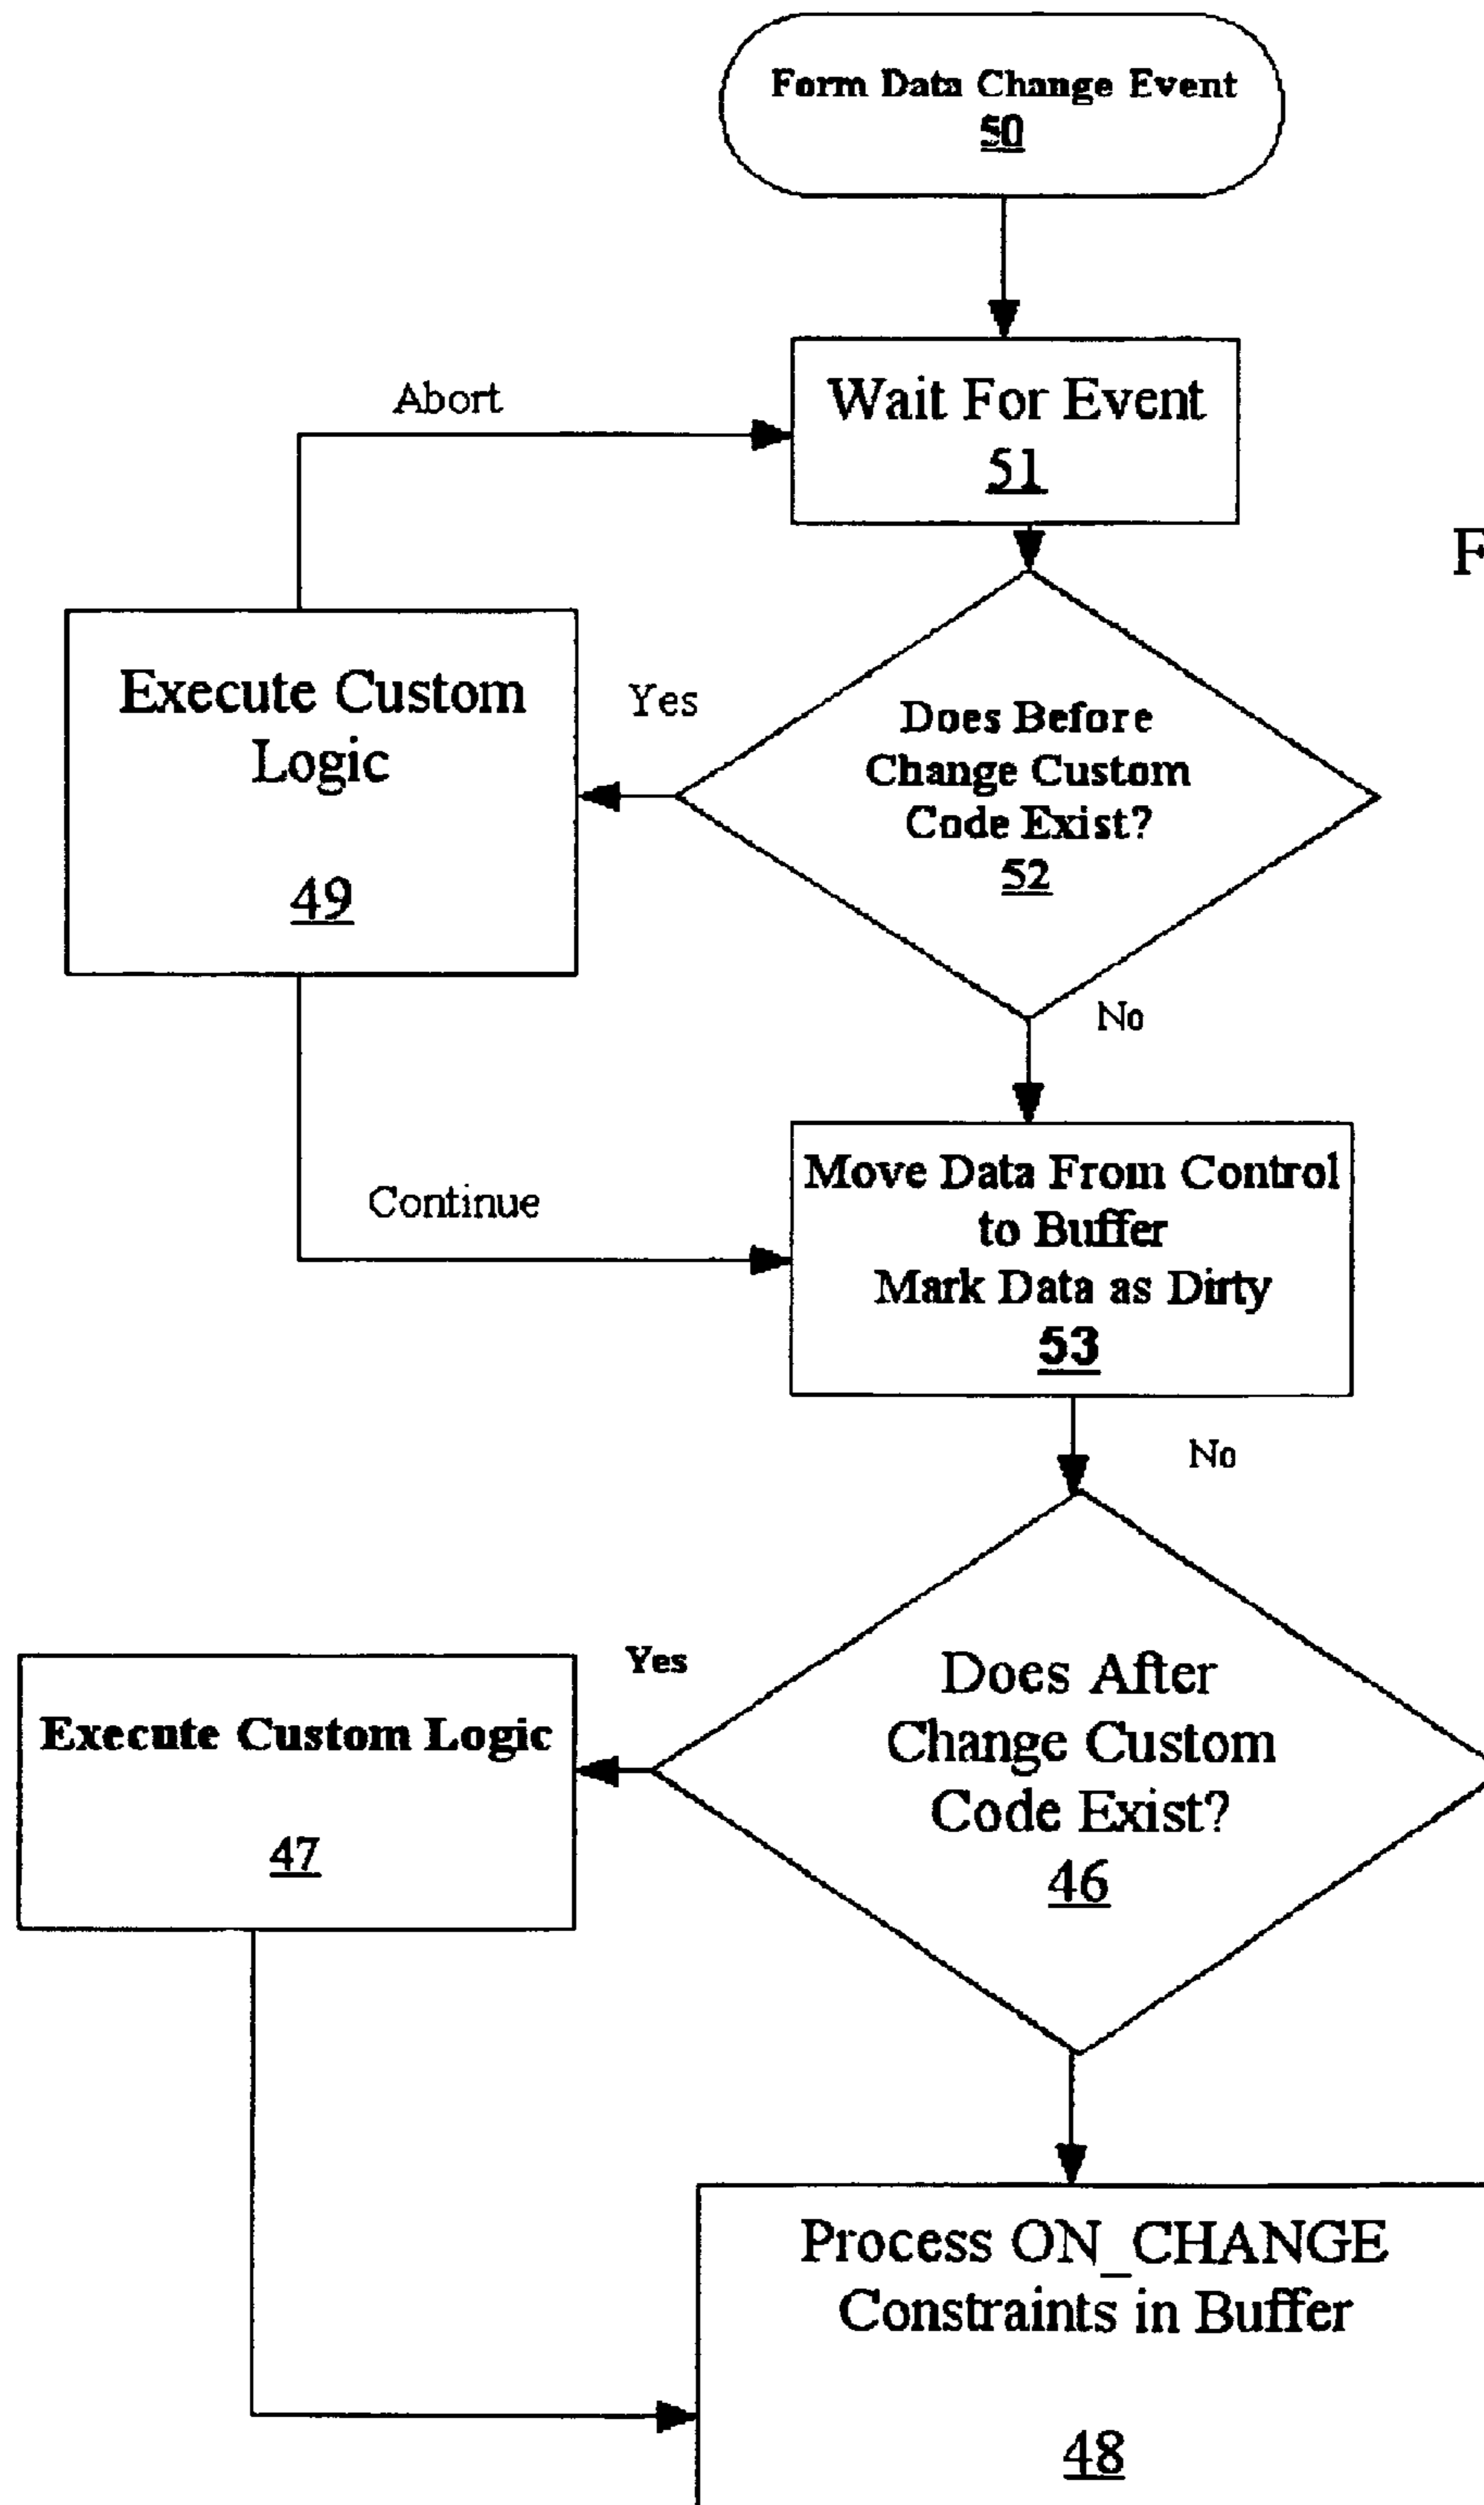 Form Data Change Event
50
Abort
Wait For Event
51
F
Execute Custom
Logic
49
Yes
Does Before
Change Custom
Code Exist?
52
No
Continue
Move Data From Control
to Buffer
Mark Data as Dirty
53
No
Yes
Execute Custom Logic
47
Does After
Change Custom
Code Exist?
46
Process ON_CHANGE
Constraints in Buffer
48